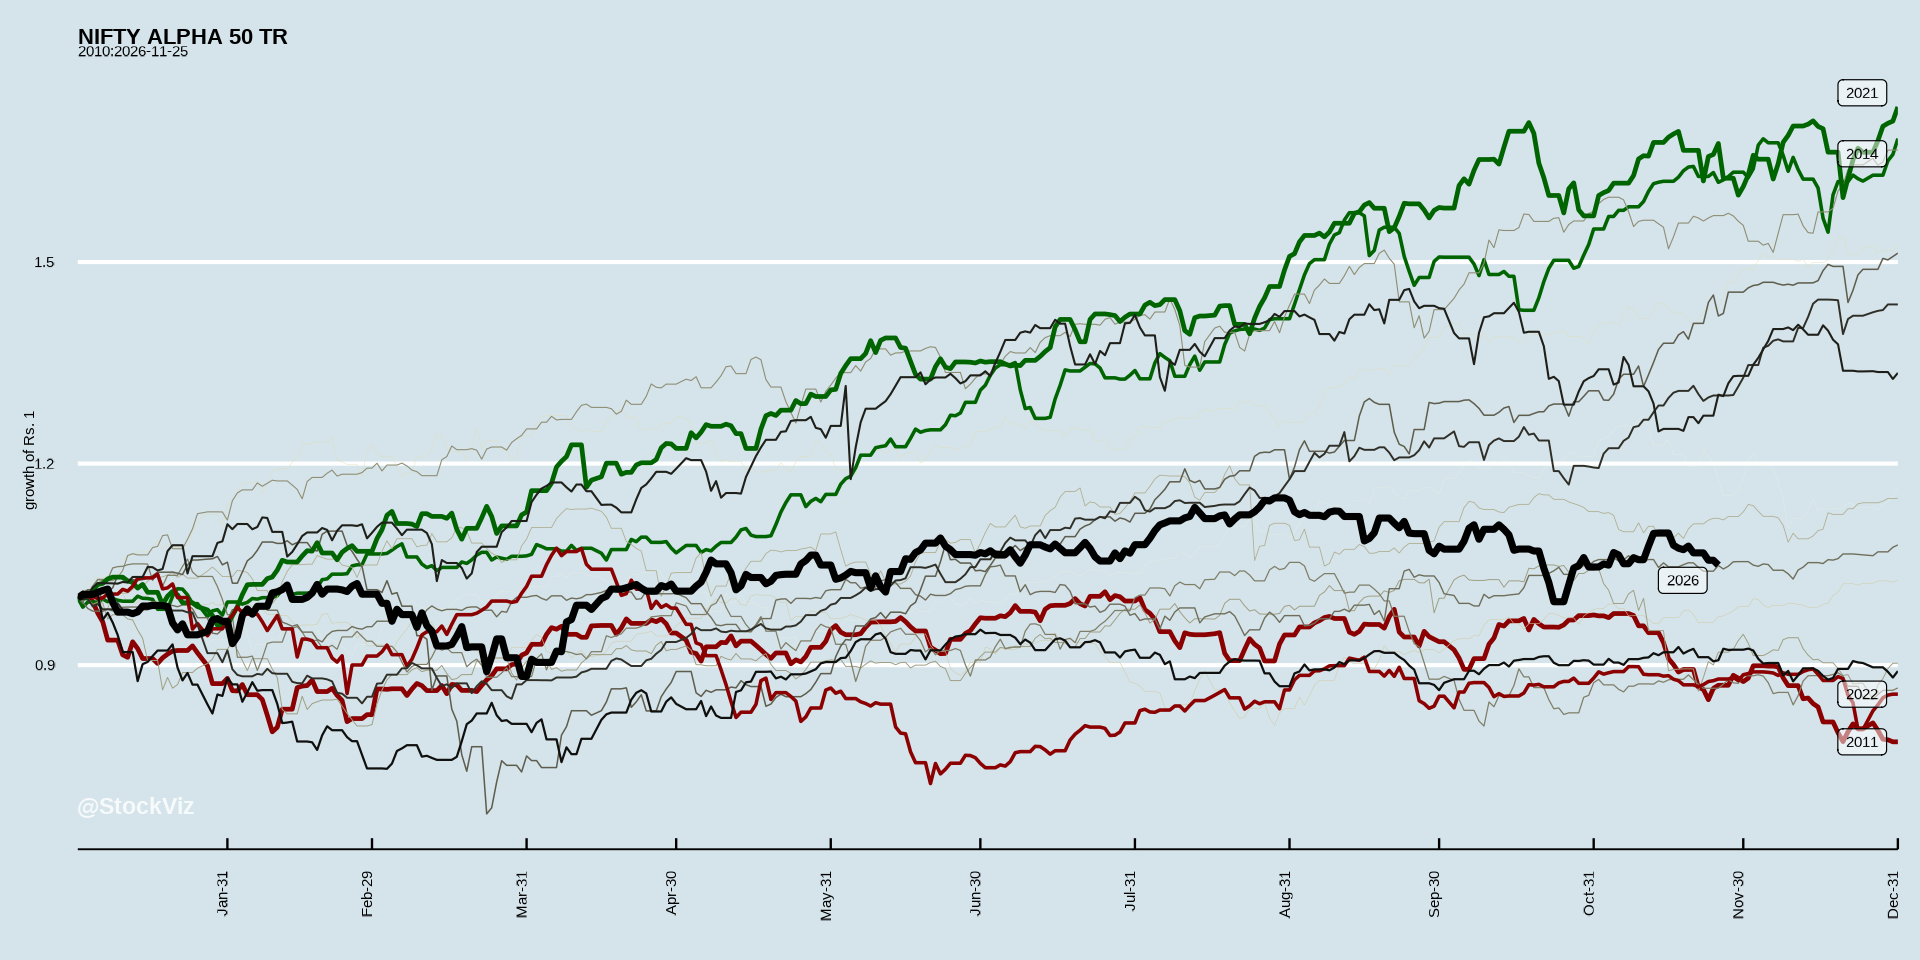 NIFTY ALPHA 50 TR
2010:2026-11-25
2021
2014
1.5
growth of Rs. 1
1.2
2026
0.9
2022
2011
@StockViz
Jan-31
Feb-29
Mar-31
Apr-30
May-31
Jun-30
Jul-31
Aug-31
Sep-30
Oct-31
Nov-30
Dec-31